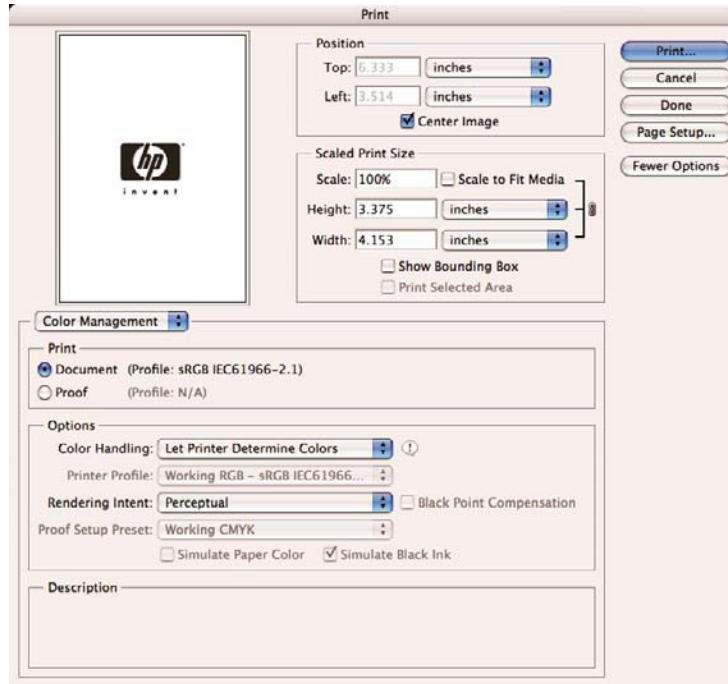 Print
hp
invent
Position
Top: 6.333 inches
Left: 3.514 inches
Center Image
Scaled Print Size
Scale: 100% Scale to Fit Media
Height: 3.375 inches
Width: 4.153 inches
Show Bounding Box
Print Selected Area
Print...
Cancel
Done
Page Setup...
Fewer Options
Color Management
Print
Document (Profile: sRGB IEC61966-2.1)
Proof (Profile: N/A)
Options
Color Handling: Let Printer Determine Colors
Printer Profile: Working RGB - sRGB IEC61966...
Rendering Intent: Perceptual Black Point Compensation
Proof Setup Preset: Working CMYK
Simulate Paper Color Simulate Black Ink
Description